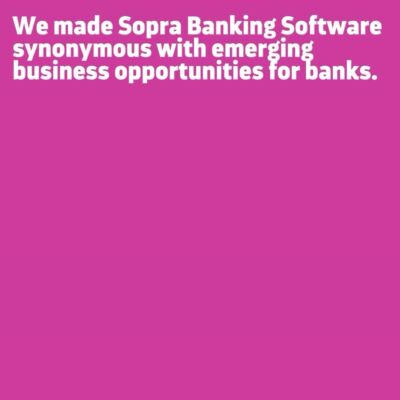 We made Sopra Banking Software
synonymous with emerging
business opportunities for banks.